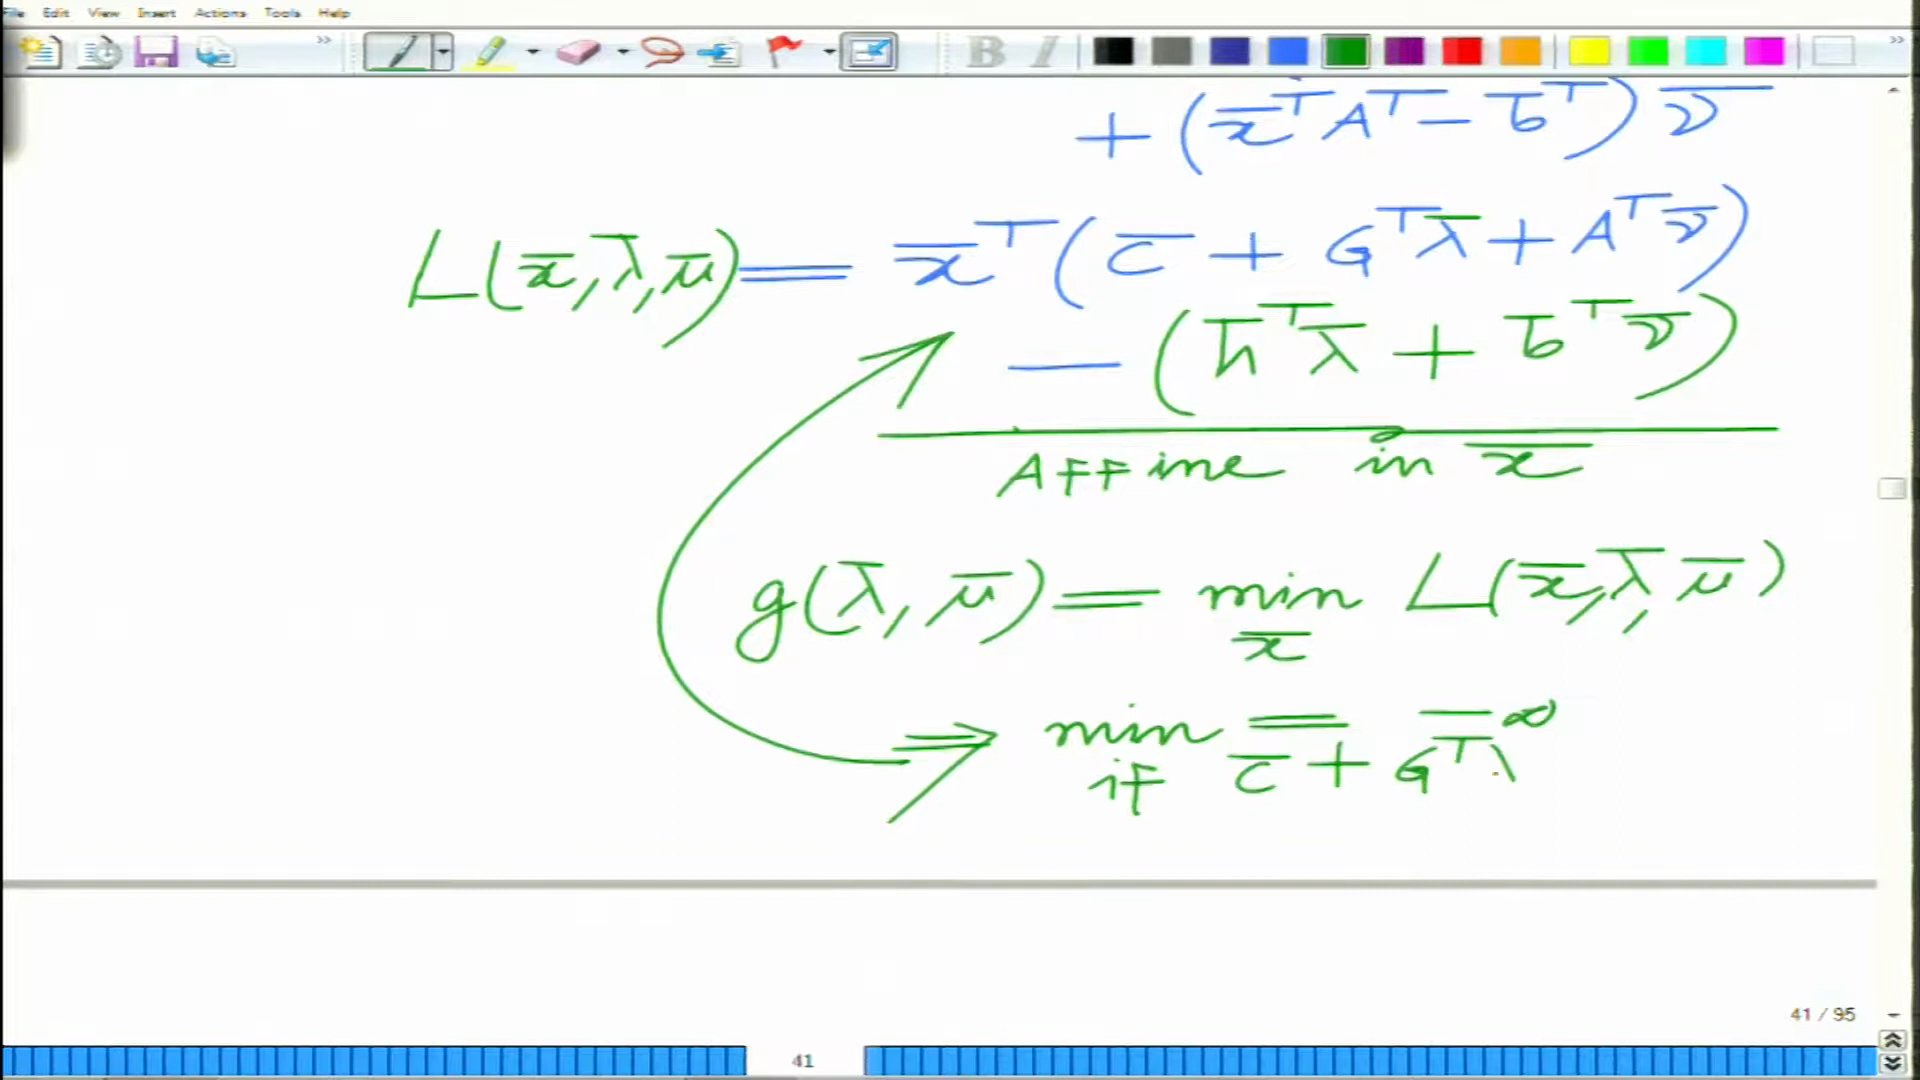 File Edit View Insert Actions Tools Help
B I
+ (x̄ᵀAᵀ − b̄ᵀ) ν̄
L(x̄, λ̄, μ̄) = x̄ᵀ(c̄ + Gᵀλ̄ + Aᵀν̄)
− (h̄ᵀλ̄ + b̄ᵀν̄)
Affine in x̄
g(λ̄, μ̄) = min L(x̄, λ̄, μ̄)
x̄
⇒ min = −∞
if c̄ + Gᵀλ
41 / 95
41